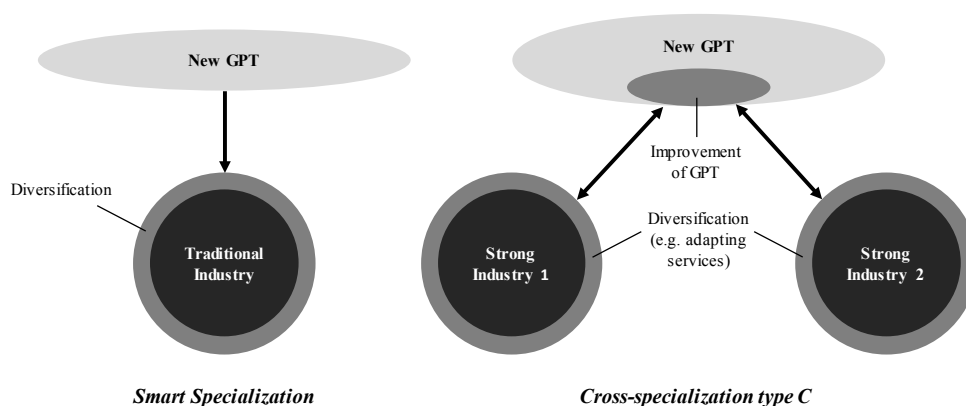 New GPT
Diversification
Traditional
Industry
Smart Specialization
New GPT
Improvement
of GPT
Strong
Industry 1
Diversification
(e.g. adapting
services)
Strong
Industry 2
Cross-specialization type C